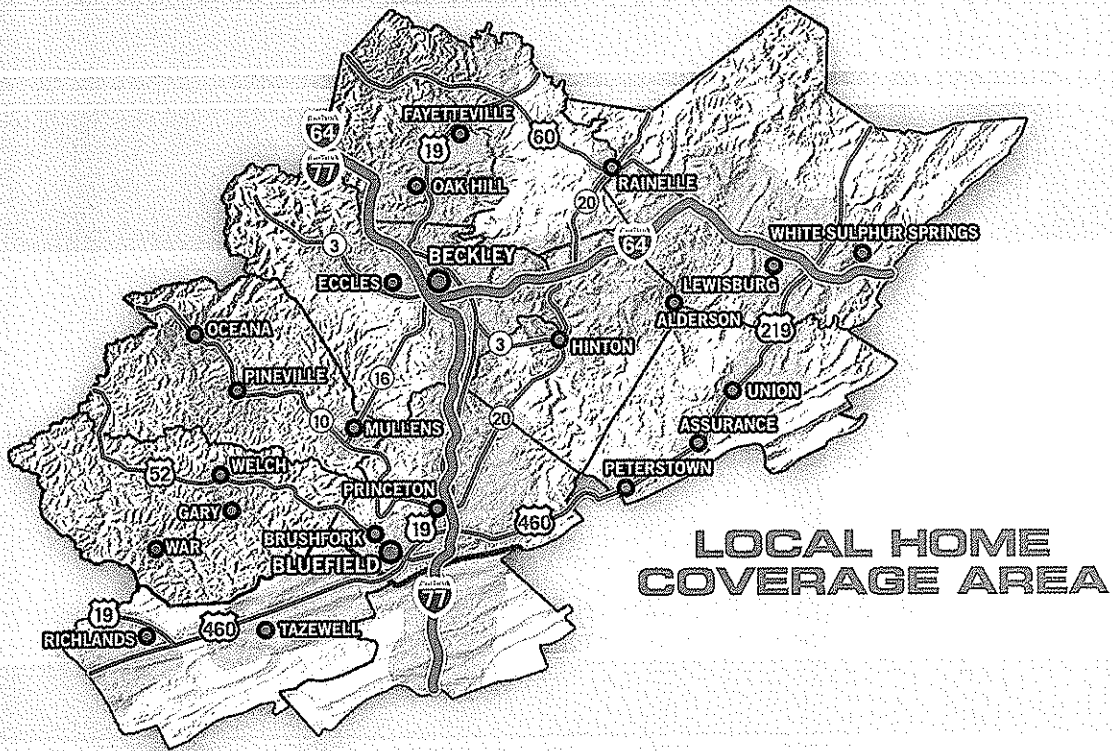 FAYETTEVILLE
64
19
60
77
OAK HILL
RAINELLE
20
3
64
WHITE SULPHUR SPRINGS
BECKLEY
ECCLES
LEWISBURG
ALDERSON
OCEANA
219
3
HINTON
PINEVILLE
16
UNION
10
20
MULLENS
ASSURANCE
52
WELCH
PETERSTOWN
PRINCETON
GARY
19
460
BRUSHFORK
WAR
BLUEFIELD
LOCAL HOME
COVERAGE AREA
77
19
RICHLANDS
460
TAZEWELL